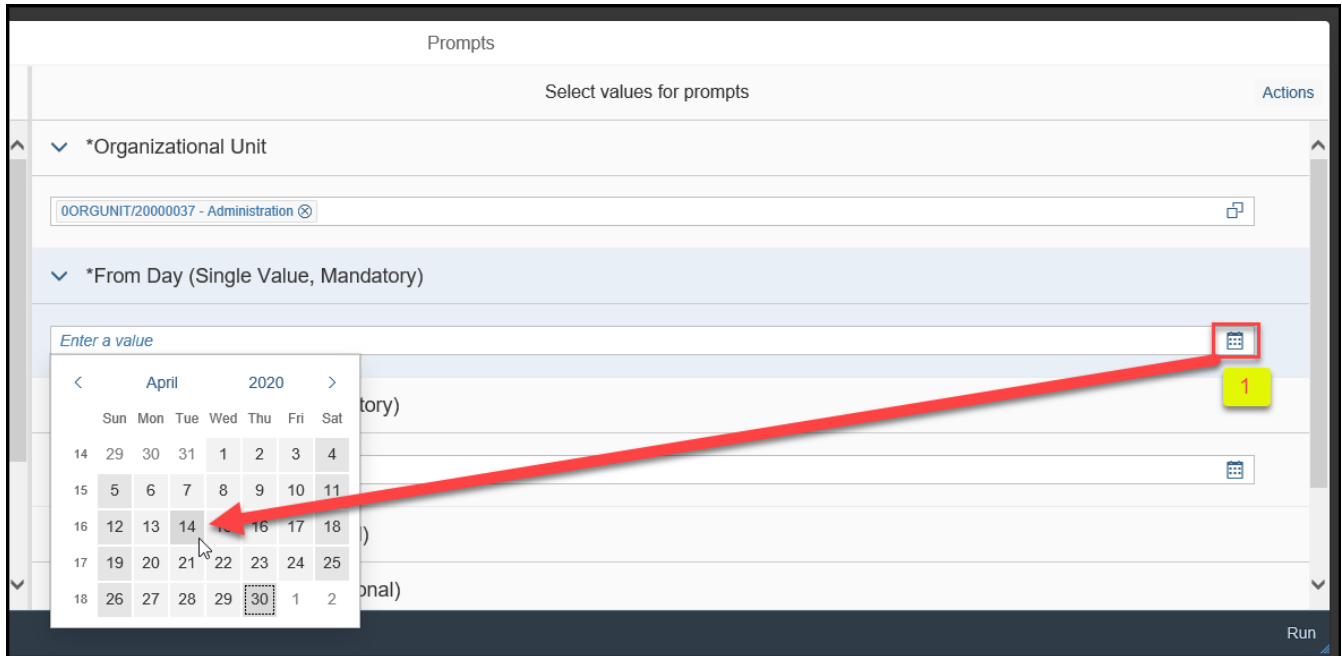 Prompts
Select values for prompts
Actions
*Organizational Unit
0ORGUNIT/20000037 - Administration
*From Day (Single Value, Mandatory)
Enter a value
1
April 2020
tory)
Sun Mon Tue Wed Thu Fri Sat
14 29 30 31 1 2 3 4
15 5 6 7 8 9 10 11
16 12 13 14 16 17 18
l)
17 19 20 21 22 23 24 25
onal)
18 26 27 28 29 30 1 2
Run